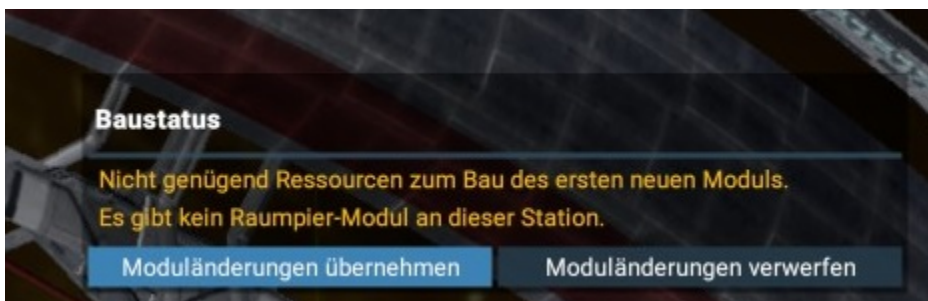 Baustatus
Nicht genügend Ressourcen zum Bau des ersten neuen Moduls.
Es gibt kein Raumpier-Modul an dieser Station.
Moduländerungen übernehmen
Moduländerungen verwerfen